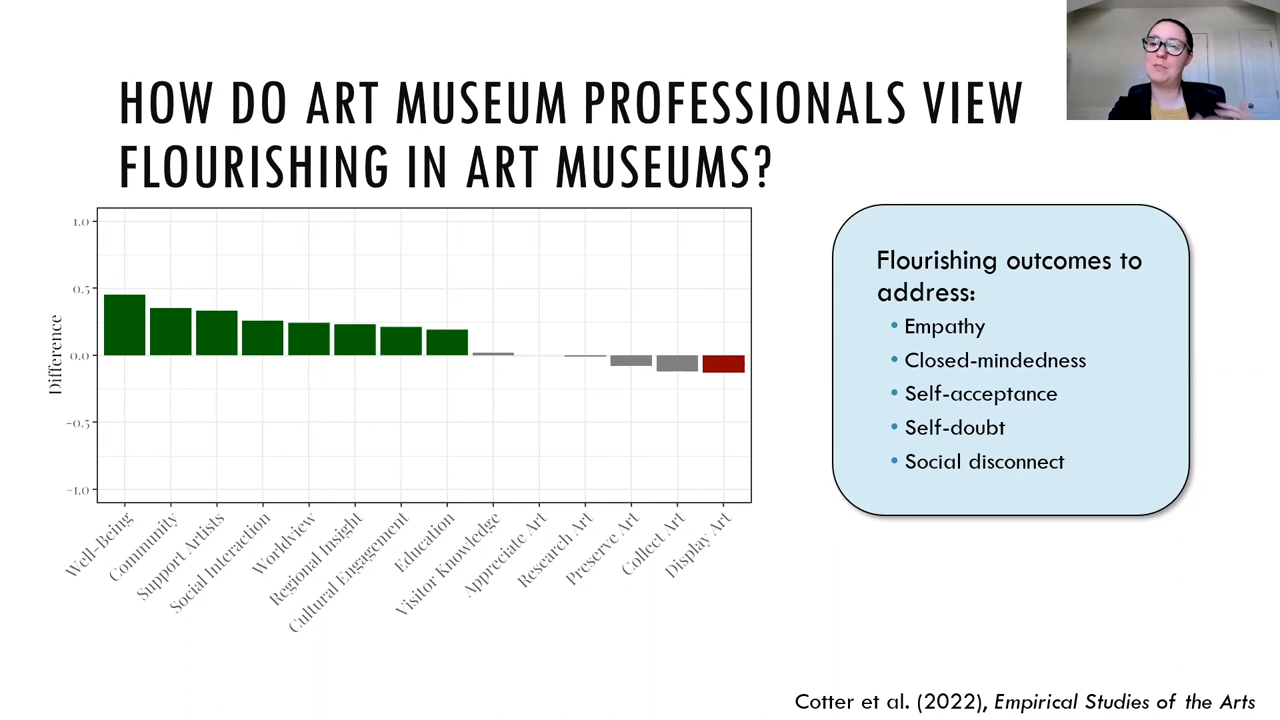 HOW DO ART MUSEUM PROFESSIONALS VIEW
FLOURISHING IN ART MUSEUMS?
1.0
0.5
0.0
-0.5
-1.0
Difference
Well-Being
Community
Support Artists
Social Interaction
Worldview
Regional Insight
Cultural Engagement
Education
Visitor Knowledge
Appreciate Art
Research Art
Preserve Art
Collect Art
Display Art
Flourishing outcomes to
address:
• Empathy
• Closed-mindedness
• Self-acceptance
• Self-doubt
• Social disconnect
Cotter et al. (2022), Empirical Studies of the Arts